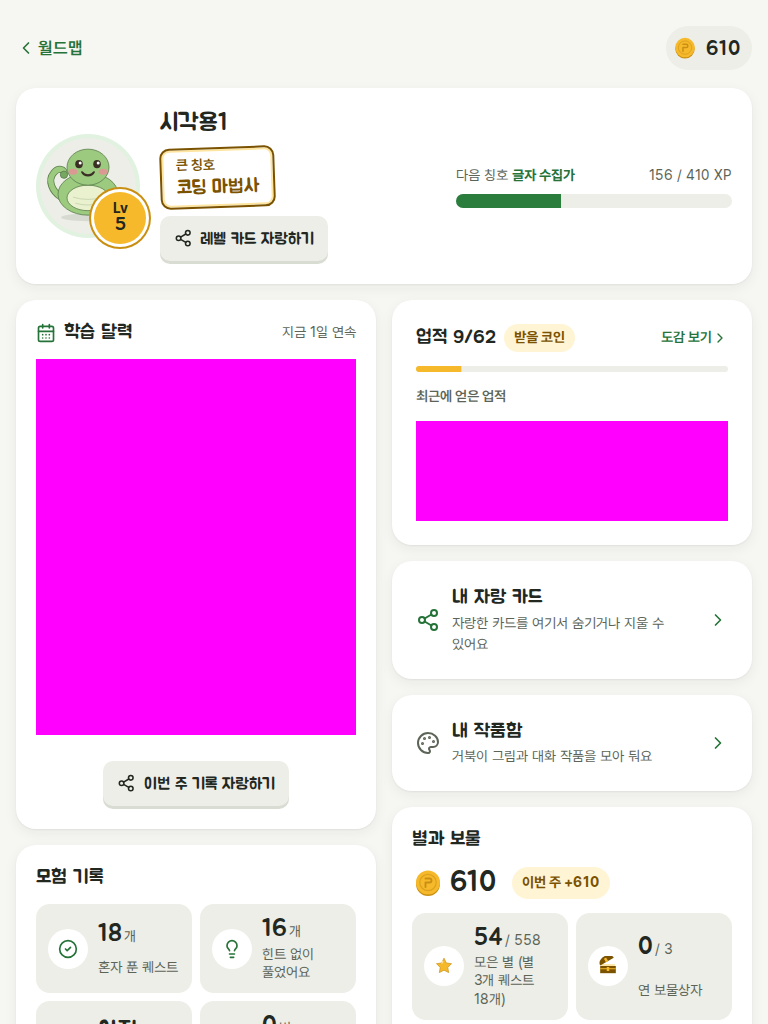 월드맵
610
시각용1
큰 칭호
코딩 마법사
Lv
5
레벨 카드 자랑하기
다음 칭호 글자 수집가
156 / 410 XP
학습 달력
지금 1일 연속
이번 주 기록 자랑하기
모험 기록
18개
혼자 푼 퀘스트
16개
힌트 없이
풀었어요
업적 9/62
받을 코인
도감 보기
최근에 얻은 업적
내 자랑 카드
자랑한 카드를 여기서 숨기거나 지울 수
있어요
내 작품함
거북이 그림과 대화 작품을 모아 둬요
별과 보물
610
이번 주 +610
54 / 558
모은 별 (별
3개 퀘스트
18개)
0 / 3
연 보물상자